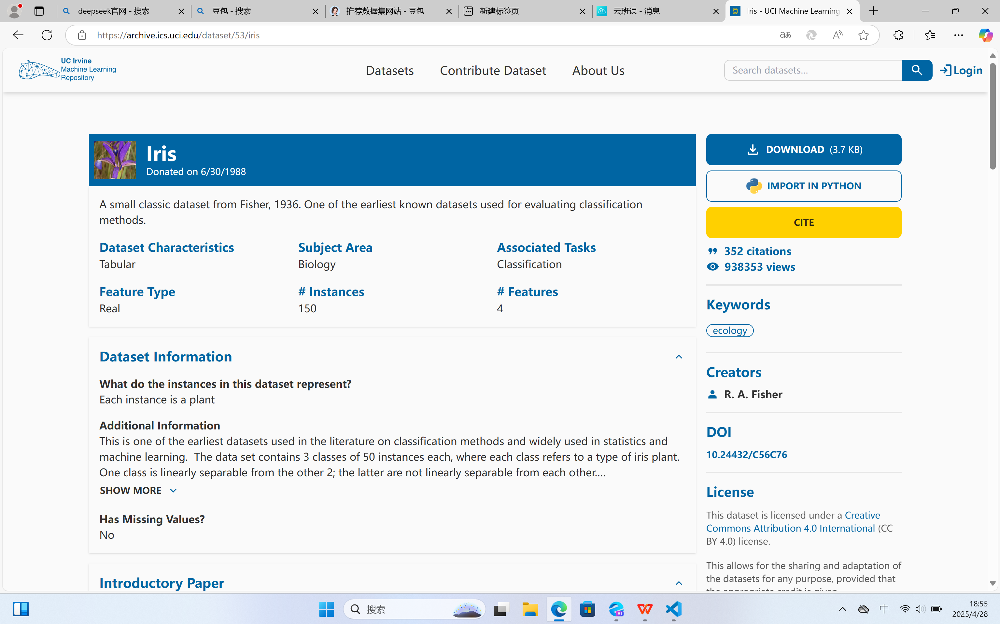 deepseek官网 - 搜索
豆包 - 搜索
推荐数据集网站 - 豆包
新建标签页
云班课 - 消息
Iris - UCI Machine Learning
https://archive.ics.uci.edu/dataset/53/iris
UC Irvine
Machine Learning
Repository
Datasets
Contribute Dataset
About Us
Search datasets...
Login
Iris
Donated on 6/30/1988
A small classic dataset from Fisher, 1936. One of the earliest known datasets used for evaluating classification
methods.
Dataset Characteristics
Tabular
Subject Area
Biology
Associated Tasks
Classification
Feature Type
Real
# Instances
150
# Features
4
Dataset Information
What do the instances in this dataset represent?
Each instance is a plant
Additional Information
This is one of the earliest datasets used in the literature on classification methods and widely used in statistics and
machine learning.  The data set contains 3 classes of 50 instances each, where each class refers to a type of iris plant.
One class is linearly separable from the other 2; the latter are not linearly separable from each other....
SHOW MORE
Has Missing Values?
No
Introductory Paper
DOWNLOAD (3.7 KB)
IMPORT IN PYTHON
CITE
352 citations
938353 views
Keywords
ecology
Creators
R. A. Fisher
DOI
10.24432/C56C76
License
This dataset is licensed under a Creative
Commons Attribution 4.0 International (CC
BY 4.0) license.
This allows for the sharing and adaptation of
the datasets for any purpose, provided that
the appropriate credit is given.
搜索
中
18:55
2025/4/28